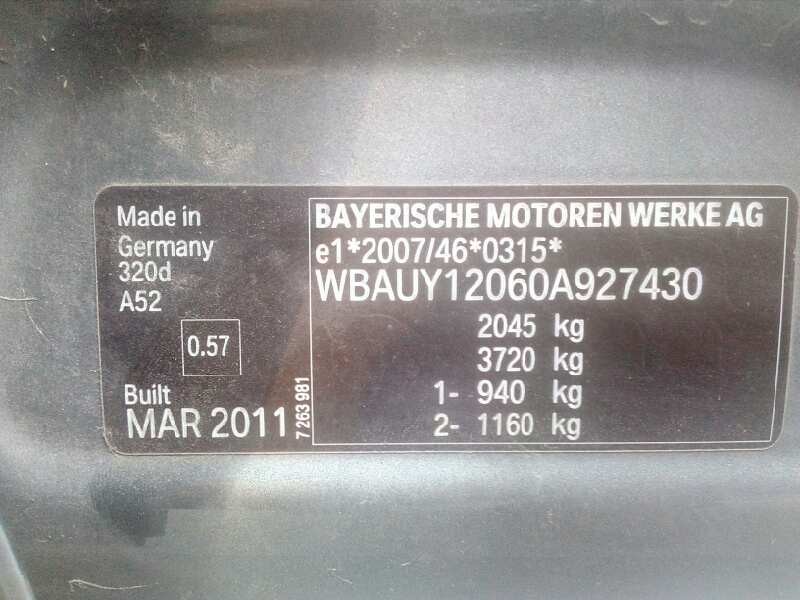 Made in
Germany
320d
A52
0.57
Built
MAR 2011
7 263 981
BAYERISCHE MOTOREN WERKE AG
e1*2007/46*0315*
WBAUY12060A927430
2045 kg
3720 kg
1- 940 kg
2- 1160 kg